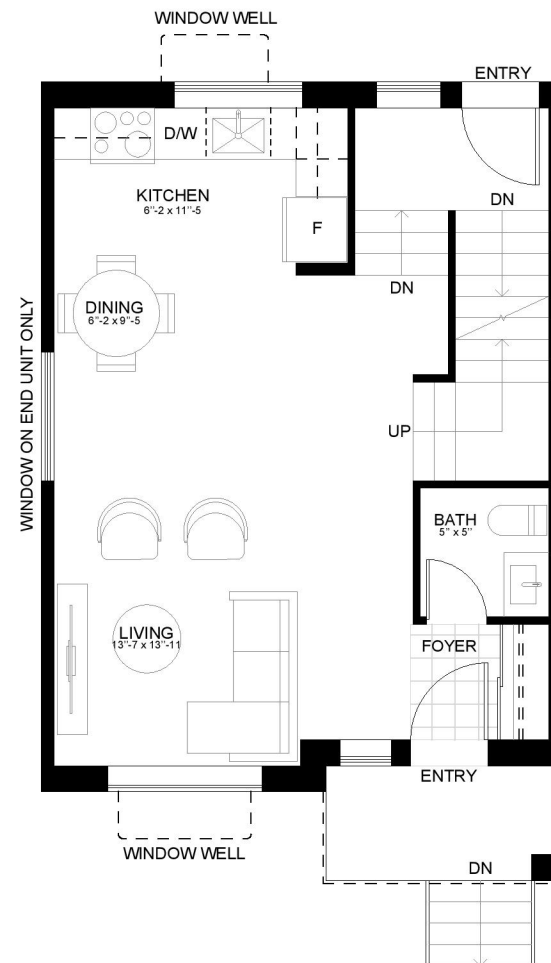 WINDOW WELL
ENTRY
D/W
KITCHEN
6"-2 x 11"-5
DN
F
DN
DINING
6"-2 x 9"-5
WINDOW ON END UNIT ONLY
UP
BATH
5" x 5"
LIVING
13"-7 x 13"-11
FOYER
ENTRY
WINDOW WELL
DN